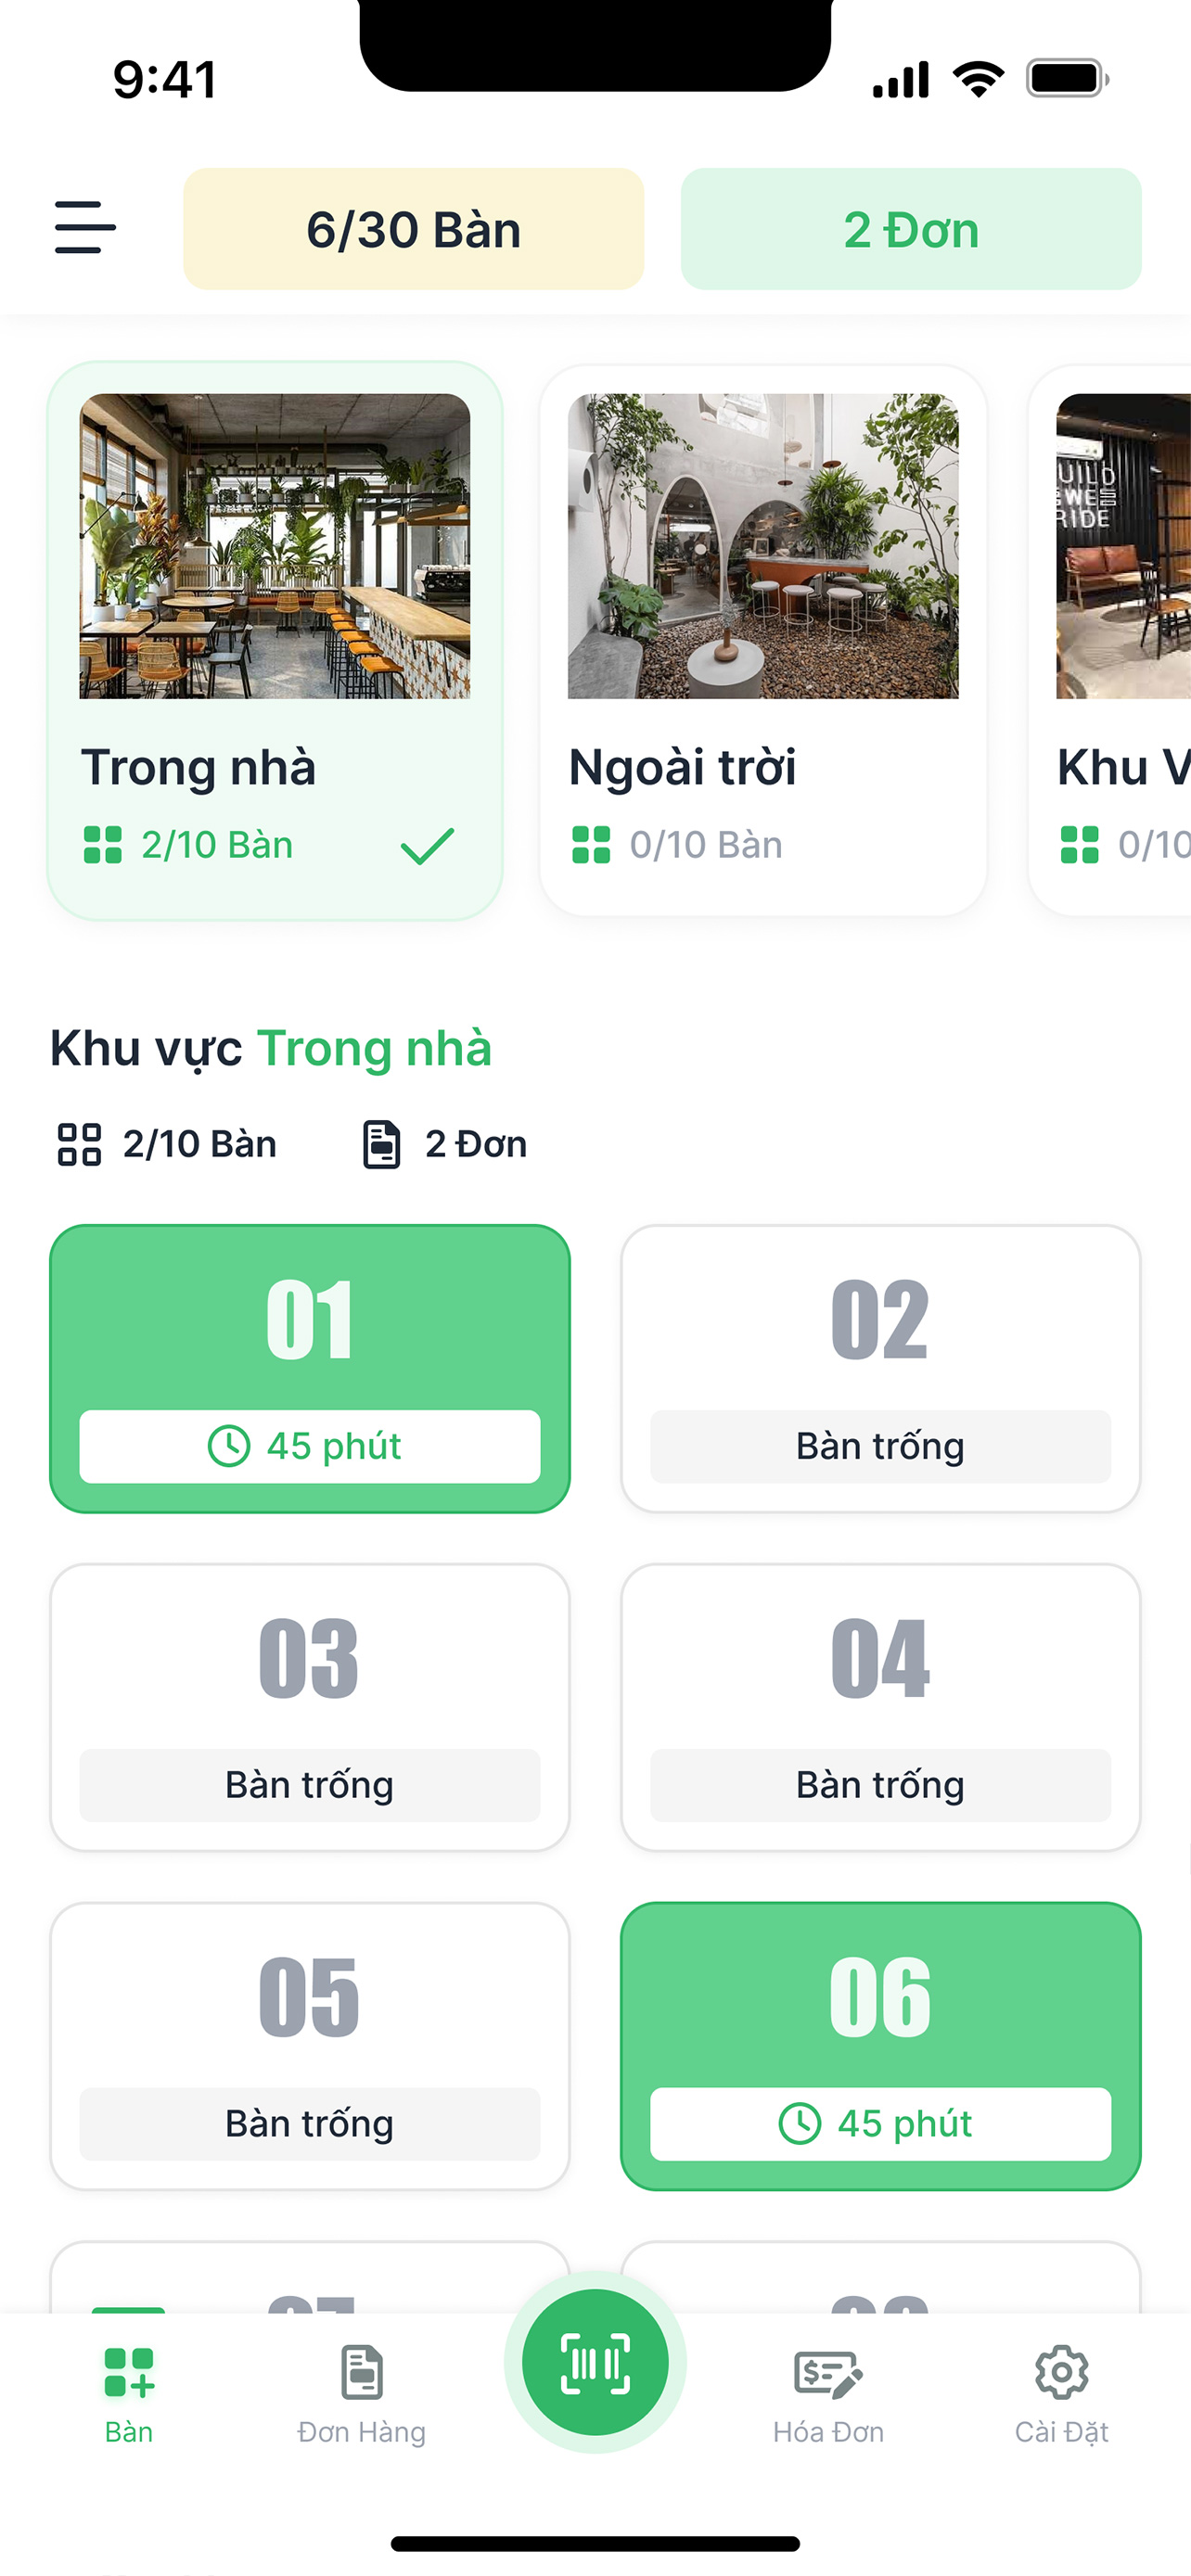 9:41
6/30 Bàn
2 Đơn
Trong nhà
2/10 Bàn
Ngoài trời
0/10 Bàn
Khu V
0/10
Khu vực Trong nhà
2/10 Bàn
2 Đơn
01
45 phút
02
Bàn trống
03
Bàn trống
04
Bàn trống
05
Bàn trống
06
45 phút
Bàn
Đơn Hàng
Hóa Đơn
Cài Đặt